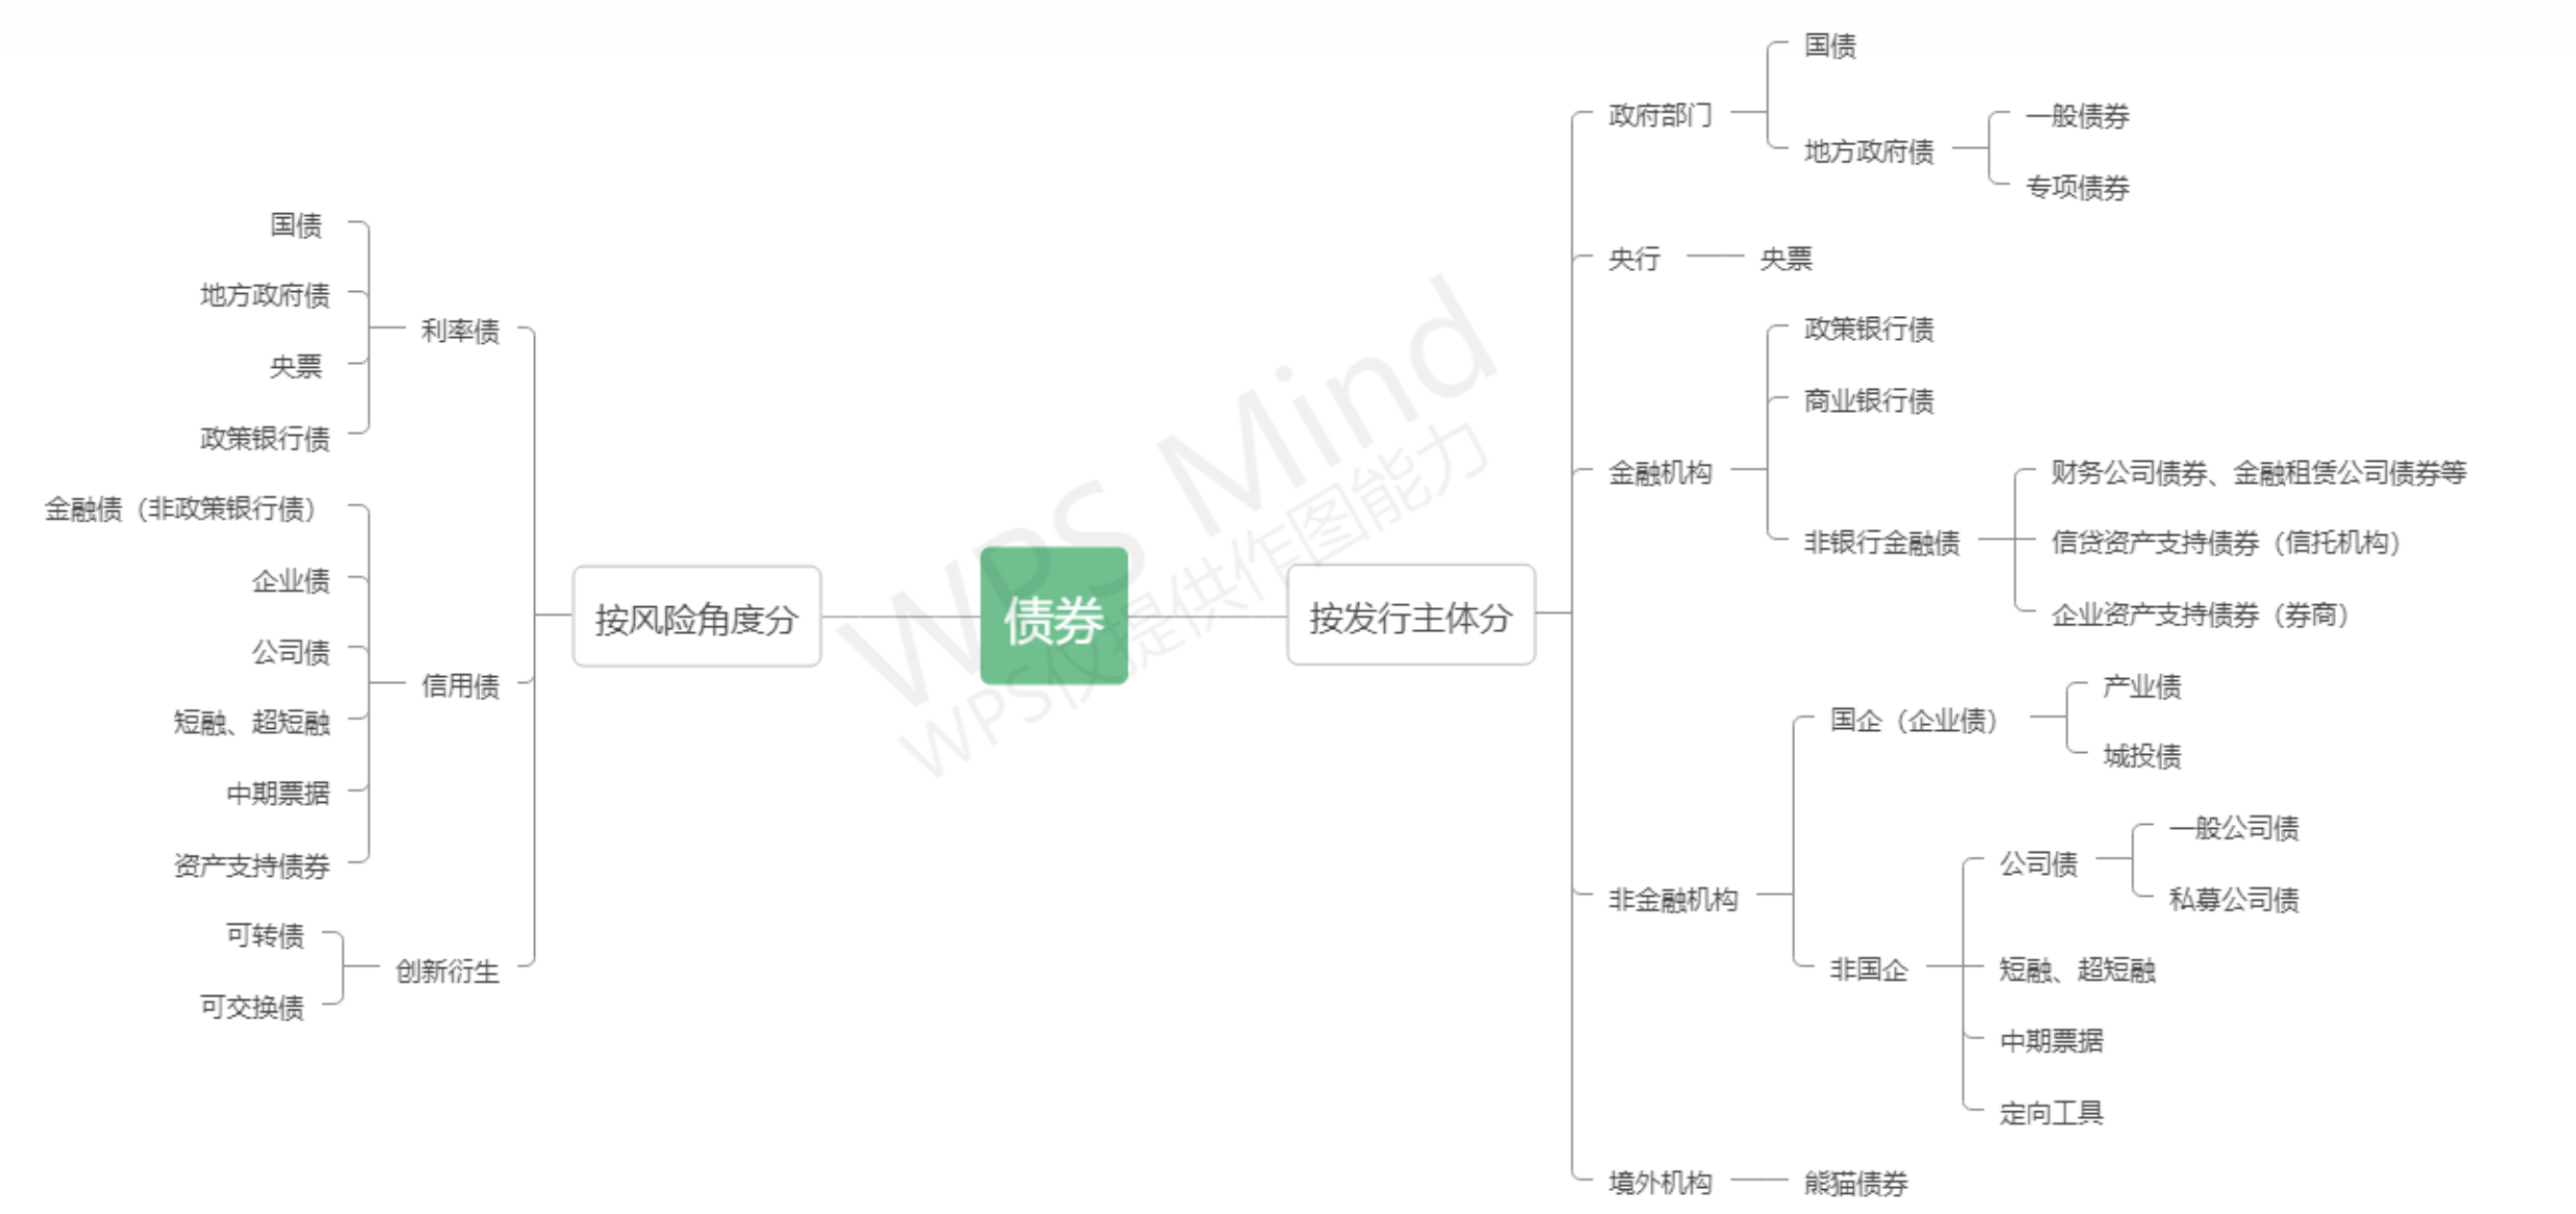 债券
按风险角度分
利率债
国债
地方政府债
央票
政策银行债
信用债
金融债（非政策银行债）
企业债
公司债
短融、超短融
中期票据
资产支持债券
创新衍生
可转债
可交换债
按发行主体分
政府部门
国债
地方政府债
一般债券
专项债券
央行
央票
金融机构
政策银行债
商业银行债
非银行金融债
财务公司债券、金融租赁公司债券等
信贷资产支持债券（信托机构）
企业资产支持债券（券商）
非金融机构
国企（企业债）
产业债
城投债
非国企
公司债
一般公司债
私募公司债
短融、超短融
中期票据
定向工具
境外机构
熊猫债券
WPS Mind
WPS仅提供作图能力